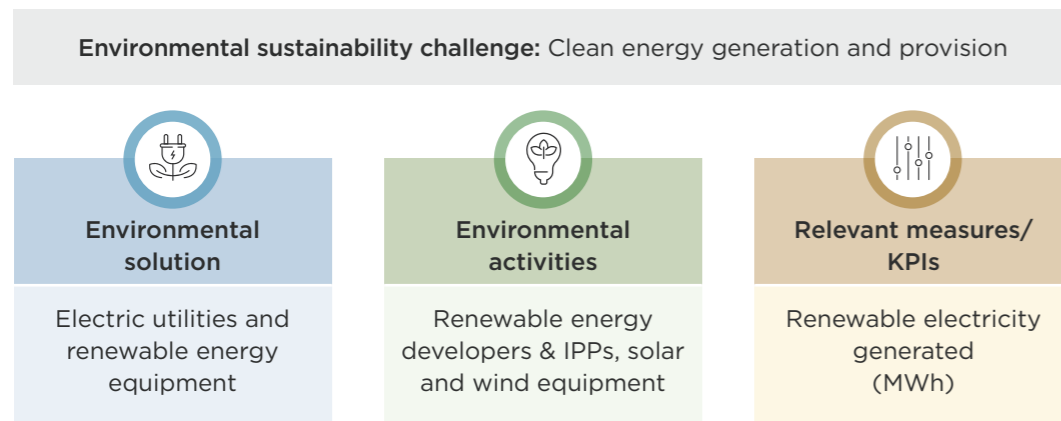 Environmental sustainability challenge: Clean energy generation and provision
Environmental
solution
Electric utilities and
renewable energy
equipment
Environmental
activities
Renewable energy
developers & IPPs, solar
and wind equipment
Relevant measures/
KPIs
Renewable electricity
generated
(MWh)